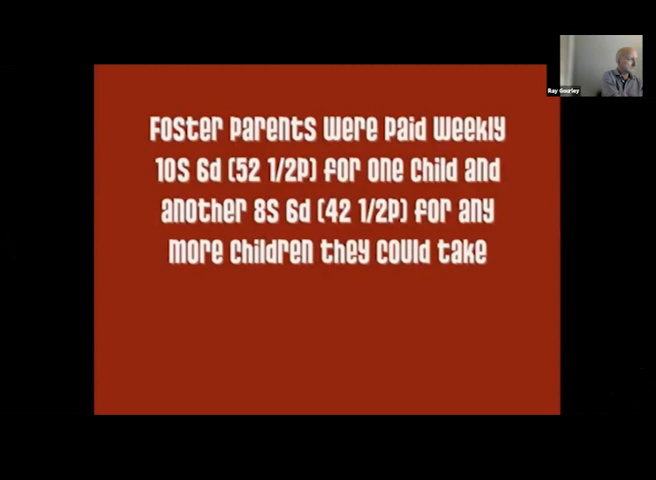 Ray Gourley
Foster parents were paid weekly
10s 6d (52 1/2p) for one child and
another 8s 6d (42 1/2p) for any
more children they could take